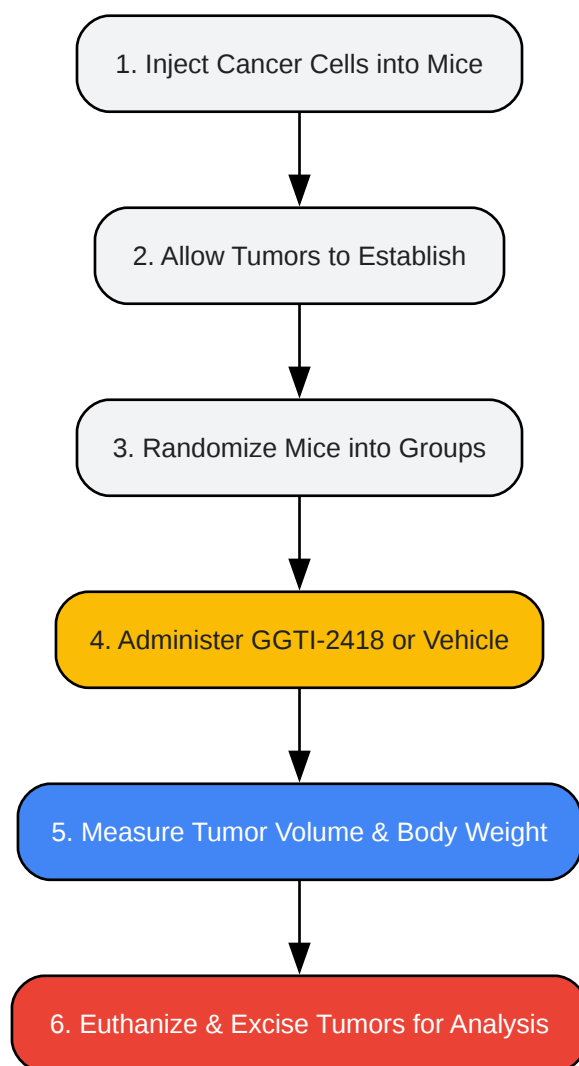 1. Inject Cancer Cells into Mice
2. Allow Tumors to Establish
3. Randomize Mice into Groups
4. Administer GGTI-2418 or Vehicle
5. Measure Tumor Volume & Body Weight
6. Euthanize & Excise Tumors for Analysis